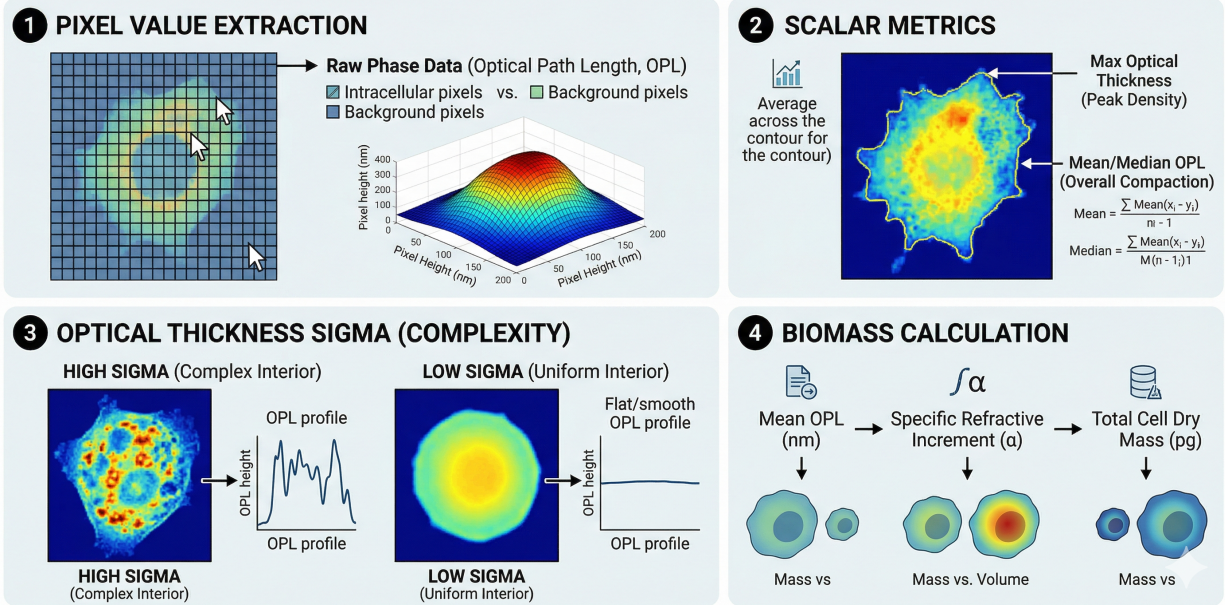 1 PIXEL VALUE EXTRACTION
Raw Phase Data (Optical Path Length, OPL)
Intracellular pixels vs. Background pixels
Background pixels
Pixel height (nm)
400
300
200
100
0
0
50
100
150
200
Pixel Height (nm)
0
50
100
150
200
Pixel Height (nm)
2 SCALAR METRICS
Average
across the
contour for
the contour)
Max Optical
Thickness
(Peak Density)
Mean/Median OPL
(Overall Compaction)
Mean = ∑ Mean(xᵢ - yᵢ) / nᵢ - 1
Median = ∑ Mean(xᵢ - yᵢ) / M(n - 1ᵢ)1
3 OPTICAL THICKNESS SIGMA (COMPLEXITY)
HIGH SIGMA (Complex Interior)
OPL profile
OPL height
OPL profile
HIGH SIGMA
(Complex Interior)
LOW SIGMA (Uniform Interior)
Flat/smooth
OPL profile
OPL height
OPL profile
LOW SIGMA
(Uniform Interior)
4 BIOMASS CALCULATION
Mean OPL
(nm)
∫α
Specific Refractive
Increment (α)
Total Cell Dry
Mass (pg)
Mass vs
Mass vs. Volume
Mass vs